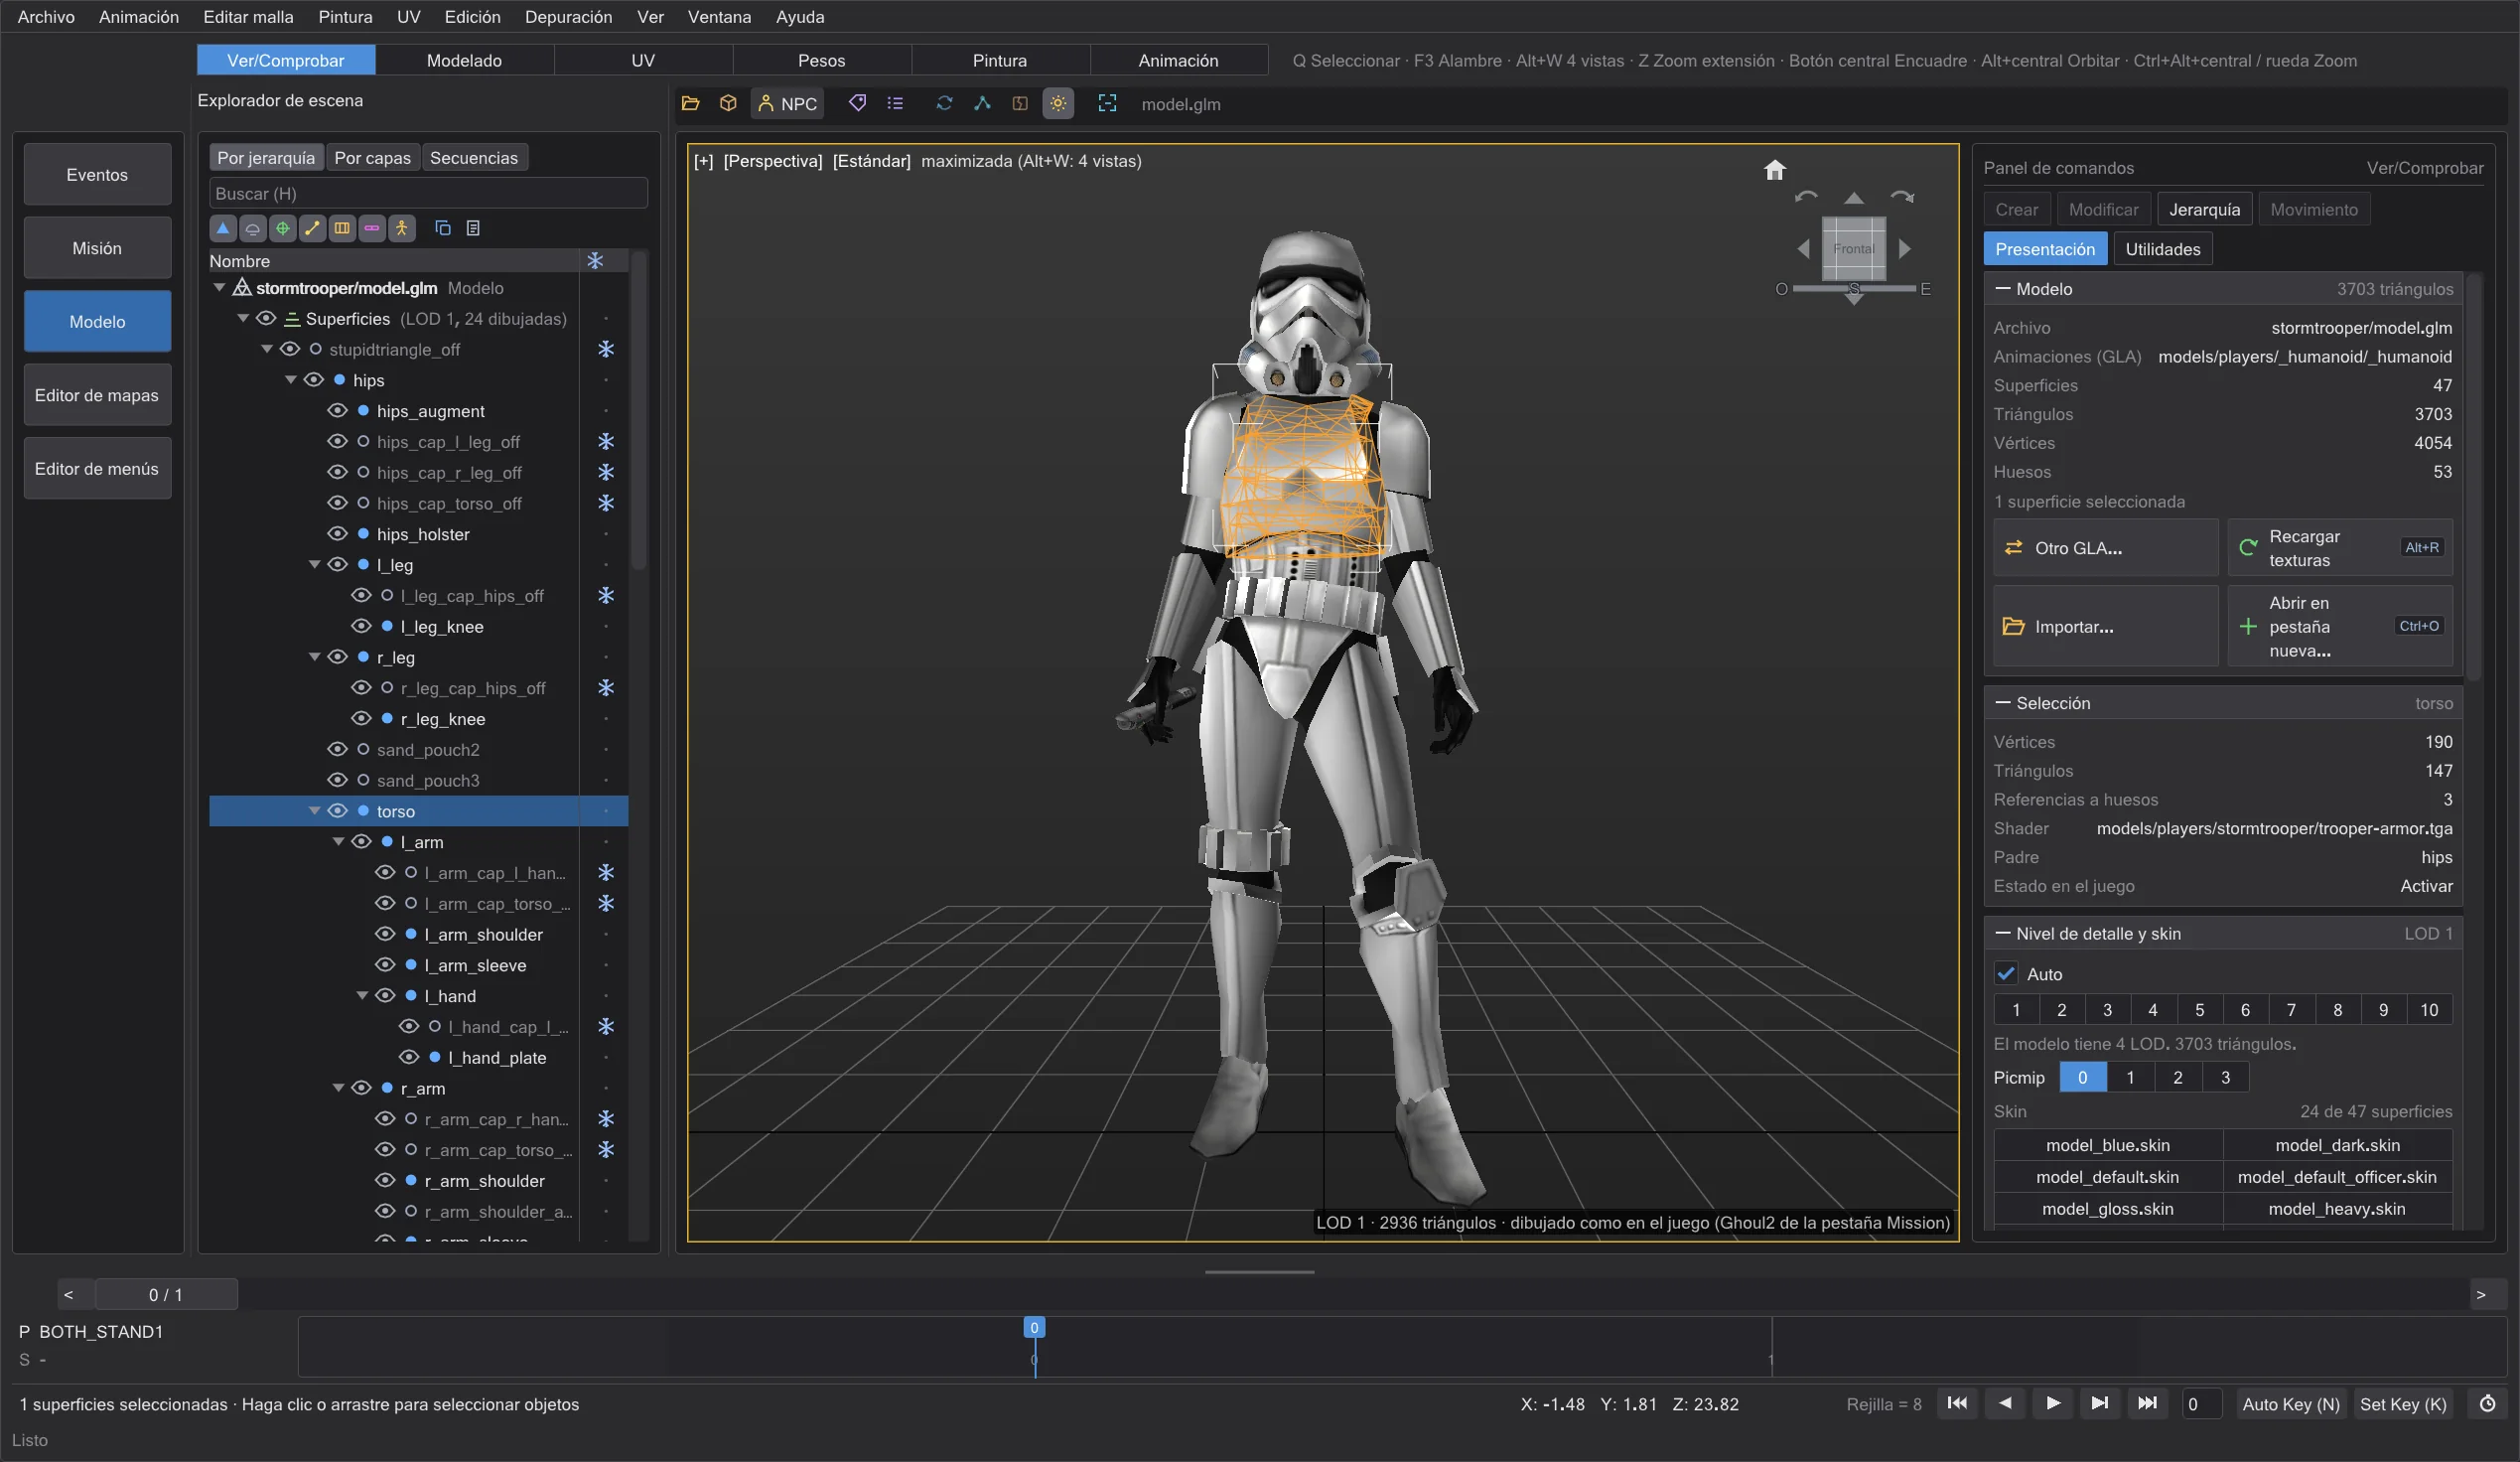 Archivo Animación Editar malla Pintura UV Edición Depuración Ver Ventana Ayuda
Ver/Comprobar Modelado UV Pesos Pintura Animación
Q Seleccionar · F3 Alambre · Alt+W 4 vistas · Z Zoom extensión · Botón central Encuadre · Alt+central Orbitar · Ctrl+Alt+central / rueda Zoom
Eventos
Misión
Modelo
Editor de mapas
Editor de menús
Explorador de escena
Por jerarquía Por capas Secuencias
Buscar (H)
Nombre
stormtrooper/model.glm Modelo
Superficies (LOD 1, 24 dibujadas)
stupidtriangle_off
hips
hips_augment
hips_cap_l_leg_off
hips_cap_r_leg_off
hips_cap_torso_off
hips_holster
l_leg
l_leg_cap_hips_off
l_leg_knee
r_leg
r_leg_cap_hips_off
r_leg_knee
sand_pouch2
sand_pouch3
torso
l_arm
l_arm_cap_l_han...
l_arm_cap_torso_...
l_arm_shoulder
l_arm_sleeve
l_hand
l_hand_cap_l_...
l_hand_plate
r_arm
r_arm_cap_r_han...
r_arm_cap_torso_...
r_arm_shoulder
r_arm_shoulder_a...
NPC model.glm
[+] [Perspectiva] [Estándar] maximizada (Alt+W: 4 vistas)
Frontal
O S E
LOD 1 · 2936 triángulos · dibujado como en el juego (Ghoul2 de la pestaña Mission)
Panel de comandos Ver/Comprobar
Crear Modificar Jerarquía Movimiento
Presentación Utilidades
Modelo 3703 triángulos
Archivo stormtrooper/model.glm
Animaciones (GLA) models/players/_humanoid/_humanoid
Superficies 47
Triángulos 3703
Vértices 4054
Huesos 53
1 superficie seleccionada
Otro GLA...
Recargar texturas Alt+R
Importar...
Abrir en pestaña nueva... Ctrl+O
Selección torso
Vértices 190
Triángulos 147
Referencias a huesos 3
Shader models/players/stormtrooper/trooper-armor.tga
Padre hips
Estado en el juego Activar
Nivel de detalle y skin LOD 1
Auto
1 2 3 4 5 6 7 8 9 10
El modelo tiene 4 LOD. 3703 triángulos.
Picmip 0 1 2 3
Skin 24 de 47 superficies
model_blue.skin model_dark.skin
model_default.skin model_default_officer.skin
model_gloss.skin model_heavy.skin
< 0 / 1 >
P BOTH_STAND1
S -
0
0 1
1 superficies seleccionadas · Haga clic o arrastre para seleccionar objetos
X: -1.48 Y: 1.81 Z: 23.82
Rejilla = 8
0
Auto Key (N) Set Key (K)
Listo